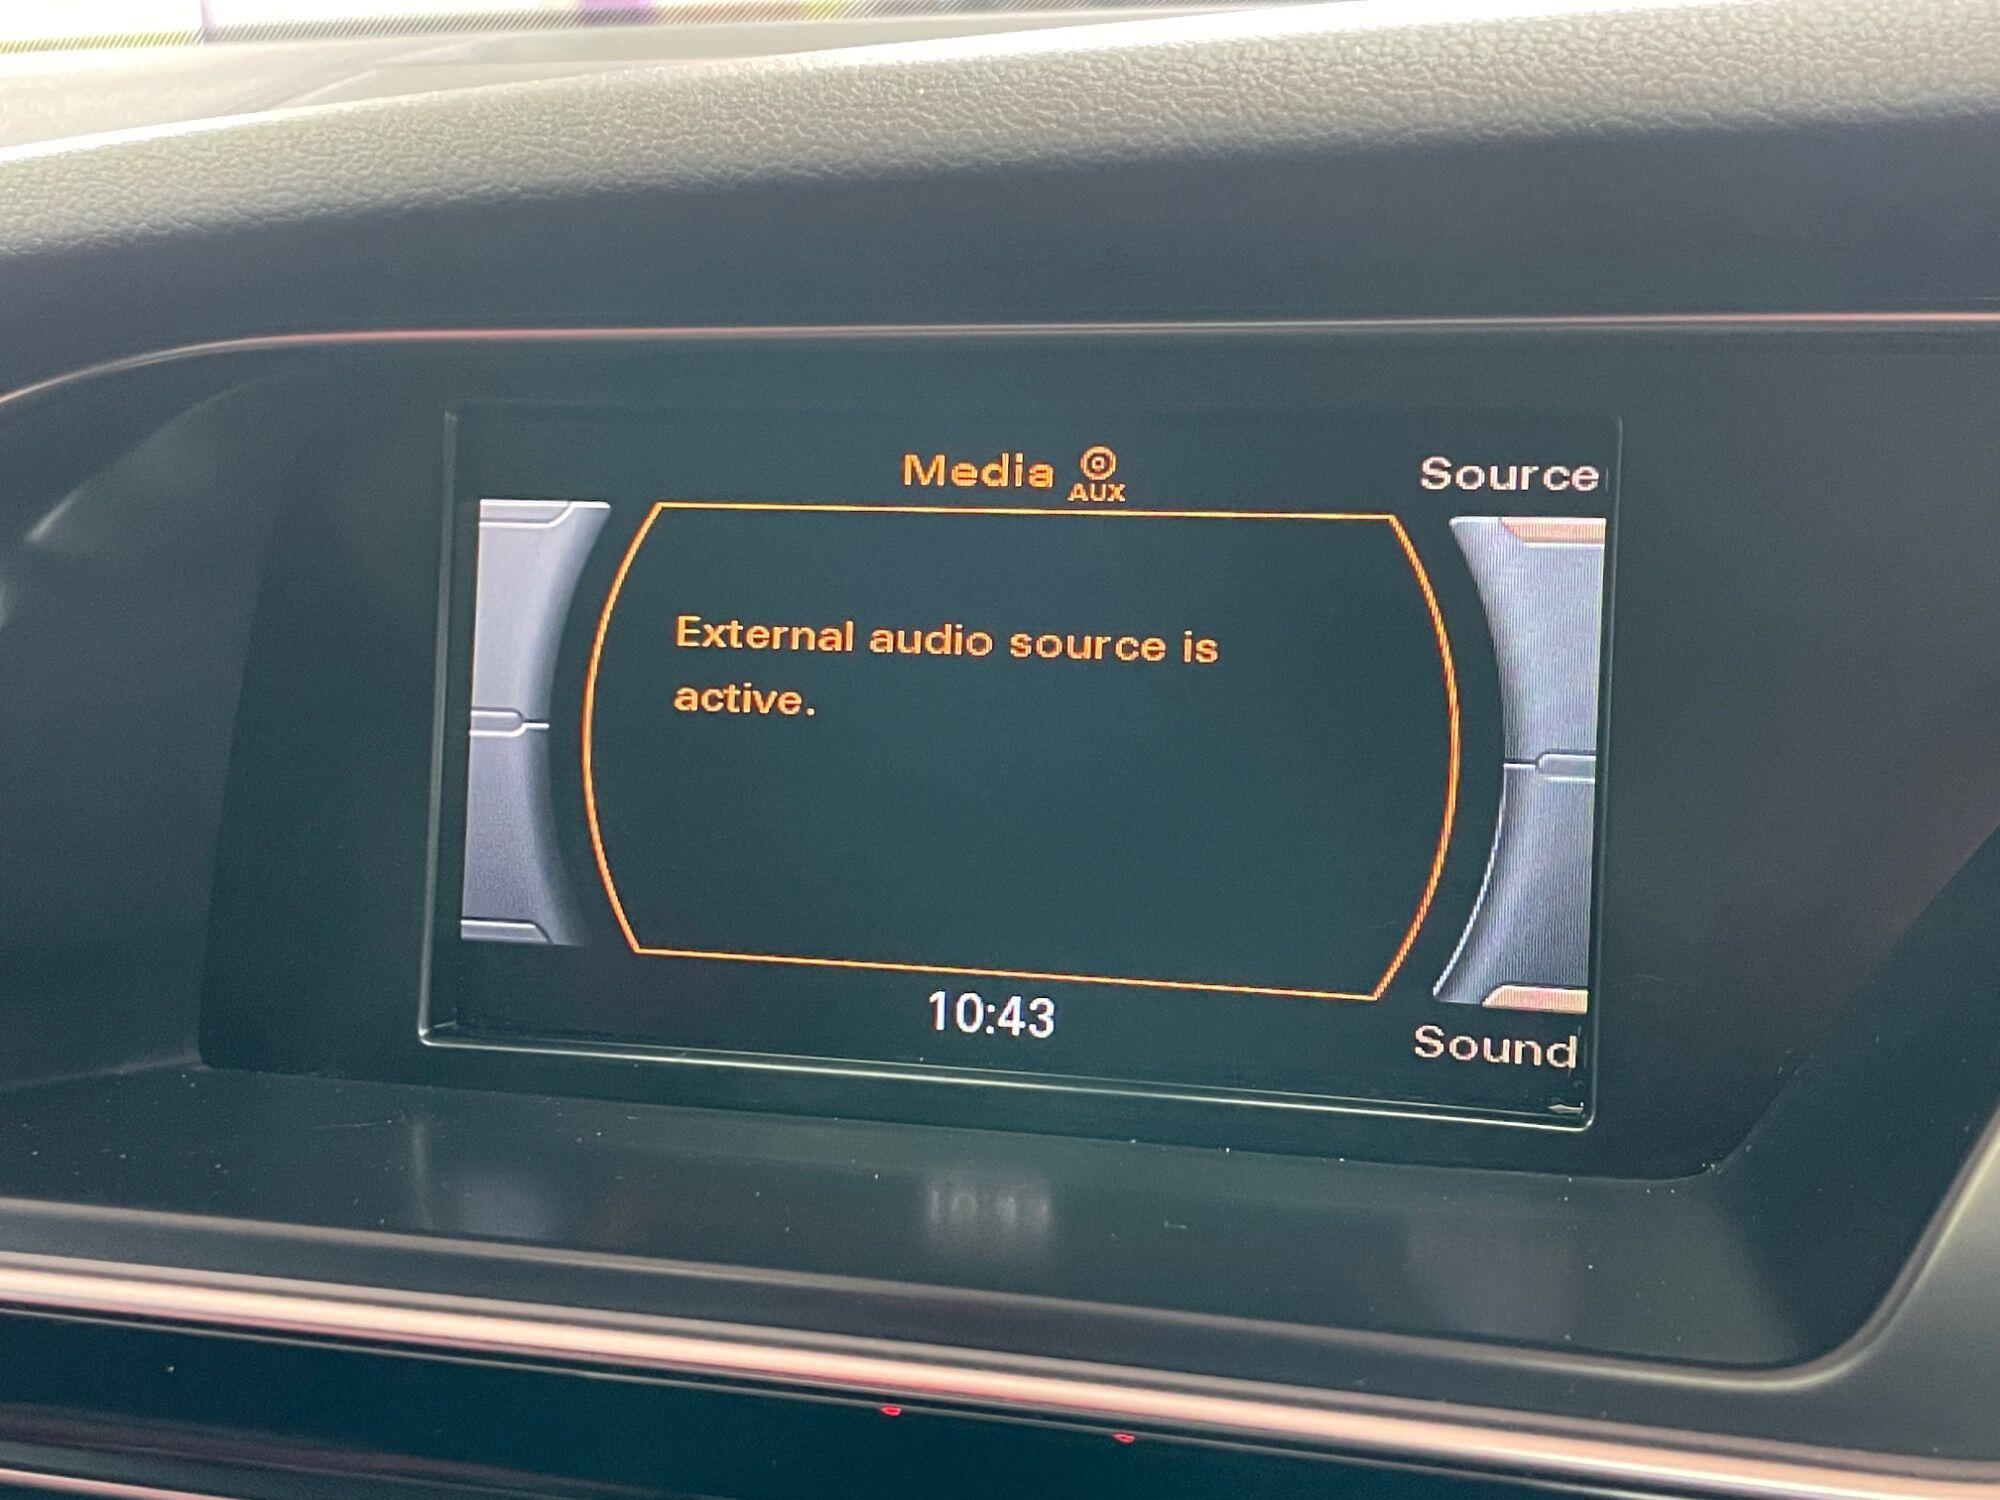 Media AUX
Source
External audio source is
active.
10:43
Sound